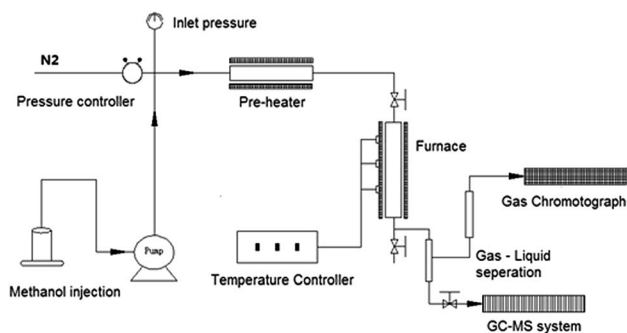 Inlet pressure
N2
Pressure controller
Pre-heater
Furnace
Gas Chromotograph
Pump
Gas - Liquid
seperation
Temperature Controller
Methanol injection
GC-MS system